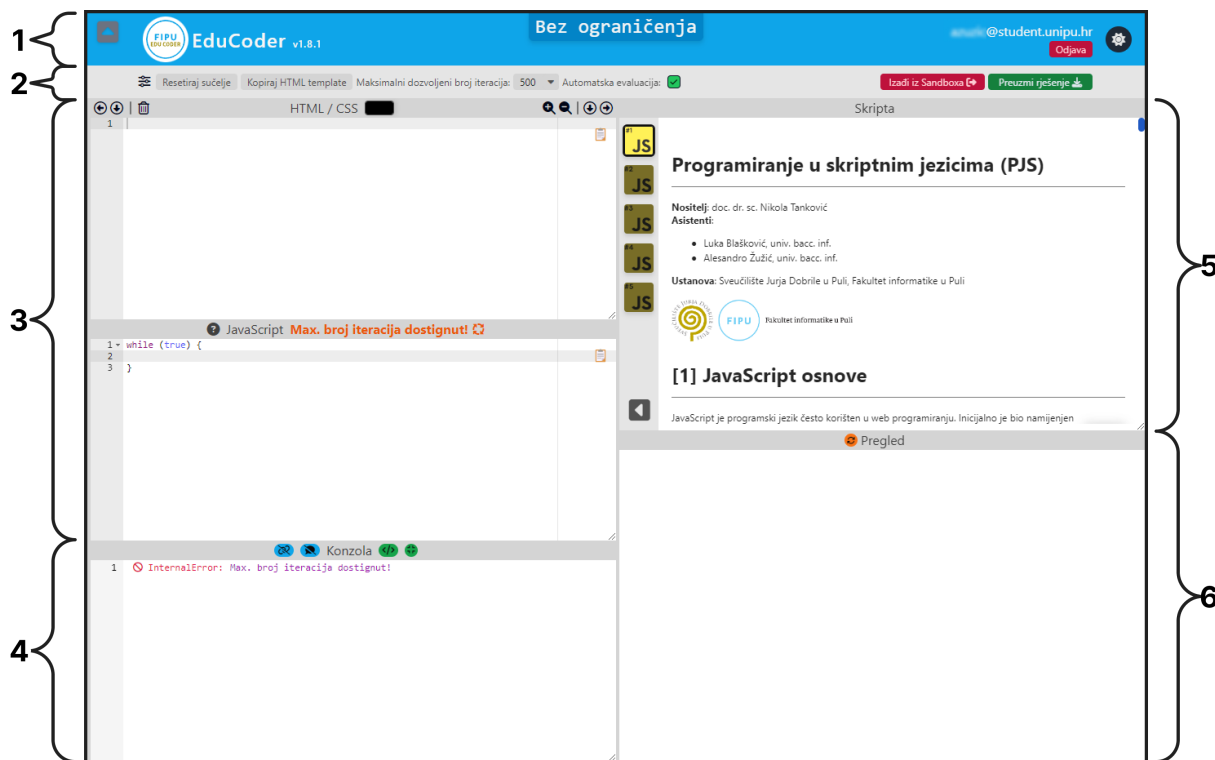 1
2
3
4
5
6
FIPU
EDU CODER
EduCoder v1.8.1
Bez ograničenja
@student.unipu.hr
Odjava
Resetiraj sučelje
Kopiraj HTML template
Maksimalni dozvoljeni broj iteracija: 500
Automatska evaluacija:
Izađi iz Sandboxa
Preuzmi rješenje
HTML / CSS
1
JavaScript Max. broj iteracija dostignut!
1 while (true) {
2
3 }
Konzola
1 InternalError: Max. broj iteracija dostignut!
Skripta
#1 JS
#2 JS
#3 JS
#4 JS
#5 JS
Programiranje u skriptnim jezicima (PJS)
Nositelj: doc. dr. sc. Nikola Tanković
Asistenti:
Luka Blašković, univ. bacc. inf.
Alesandro Žužić, univ. bacc. inf.
Ustanova: Sveučilište Jurja Dobrile u Puli, Fakultet informatike u Puli
FIPU
Fakultet informatike u Puli
[1] JavaScript osnove
JavaScript je programski jezik često korišten u web programiranju. Inicijalno je bio namijenjen
Pregled